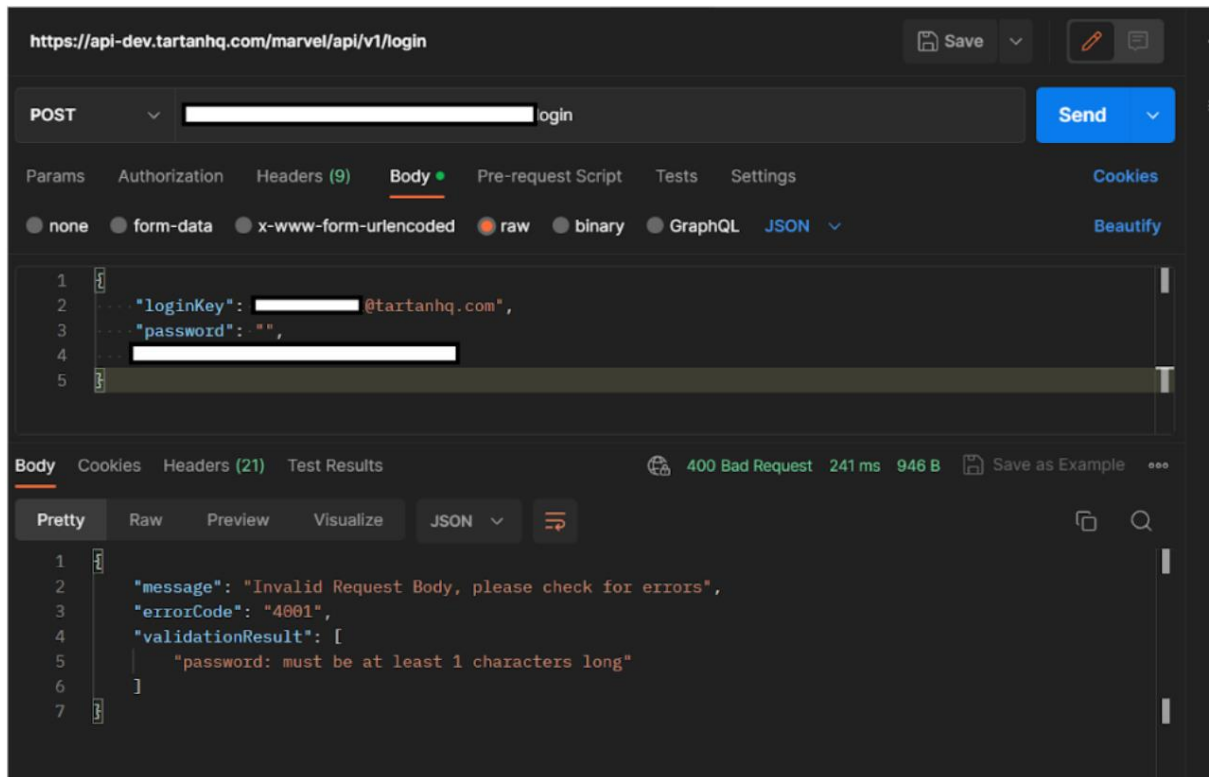 https://api-dev.tartanhq.com/marvel/api/v1/login
Save
POST
login
Send
Params Authorization Headers (9) Body Pre-request Script Tests Settings Cookies
none form-data x-www-form-urlencoded raw binary GraphQL JSON Beautify
1 {
2 "loginKey": @tartanhq.com",
3 "password": "",
4
5 }
Body Cookies Headers (21) Test Results 400 Bad Request 241 ms 946 B Save as Example
Pretty Raw Preview Visualize JSON
1 {
2 "message": "Invalid Request Body, please check for errors",
3 "errorCode": "4001",
4 "validationResult": [
5 "password: must be at least 1 characters long"
6 ]
7 }